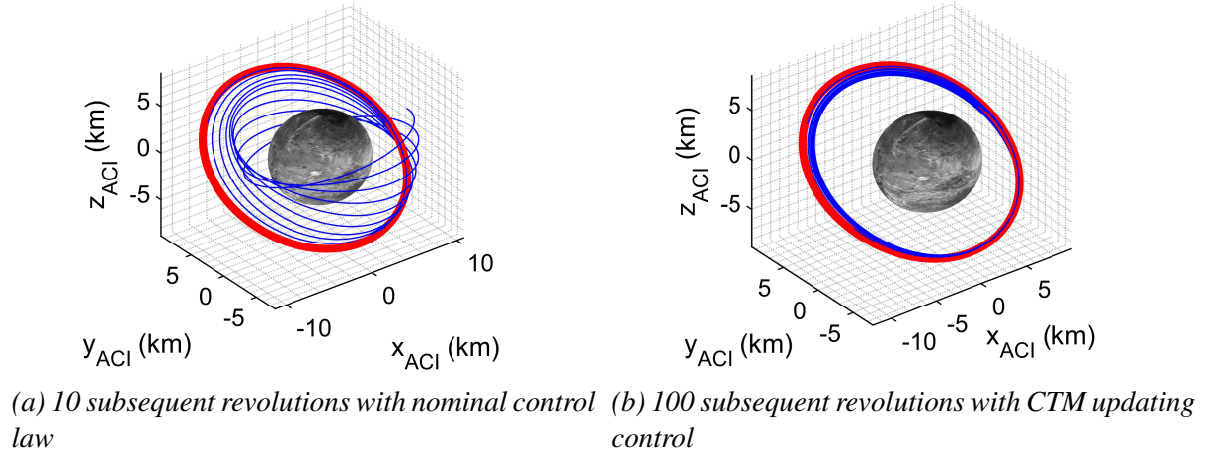 5
0
-5
z_ACI (km)
5
0
-5
y_ACI (km)
-10
0
10
x_ACI (km)
5
0
-5
z_ACI (km)
5
0
-5
y_ACI (km)
-10
-5
0
5
x_ACI (km)
(a) 10 subsequent revolutions with nominal control
law
(b) 100 subsequent revolutions with CTM updating
control